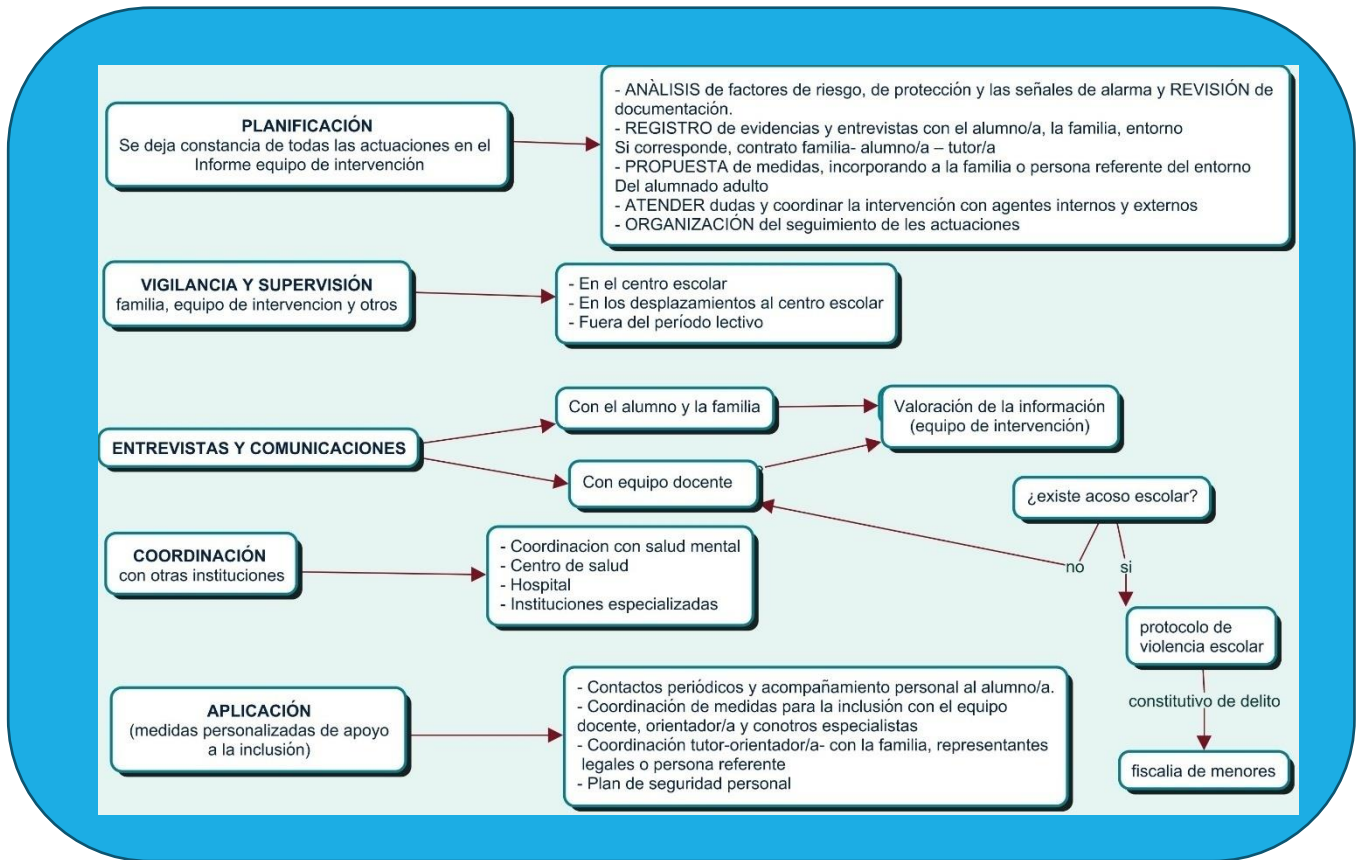 PLANIFICACIÓN
Se deja constancia de todas las actuaciones en el
Informe equipo de intervención
- ANÀLISIS de factores de riesgo, de protección y las señales de alarma y REVISIÓN de
documentación.
- REGISTRO de evidencias y entrevistas con el alumno/a, la familia, entorno
Si corresponde, contrato familia- alumno/a – tutor/a
- PROPUESTA de medidas, incorporando a la familia o persona referente del entorno
Del alumnado adulto
- ATENDER dudas y coordinar la intervención con agentes internos y externos
- ORGANIZACIÓN del seguimiento de les actuaciones
VIGILANCIA Y SUPERVISIÓN
familia, equipo de intervencion y otros
- En el centro escolar
- En los desplazamientos al centro escolar
- Fuera del período lectivo
ENTREVISTAS Y COMUNICACIONES
Con el alumno y la familia
Con equipo docente
Valoración de la información
(equipo de intervención)
¿existe acoso escolar?
no
si
protocolo de
violencia escolar
constitutivo de delito
fiscalia de menores
COORDINACIÓN
con otras instituciones
- Coordinacion con salud mental
- Centro de salud
- Hospital
- Instituciones especializadas
APLICACIÓN
(medidas personalizadas de apoyo
a la inclusión)
- Contactos periódicos y acompañamiento personal al alumno/a.
- Coordinación de medidas para la inclusión con el equipo
docente, orientador/a y conotros especialistas
- Coordinación tutor-orientador/a- con la familia, representantes
legales o persona referente
- Plan de seguridad personal